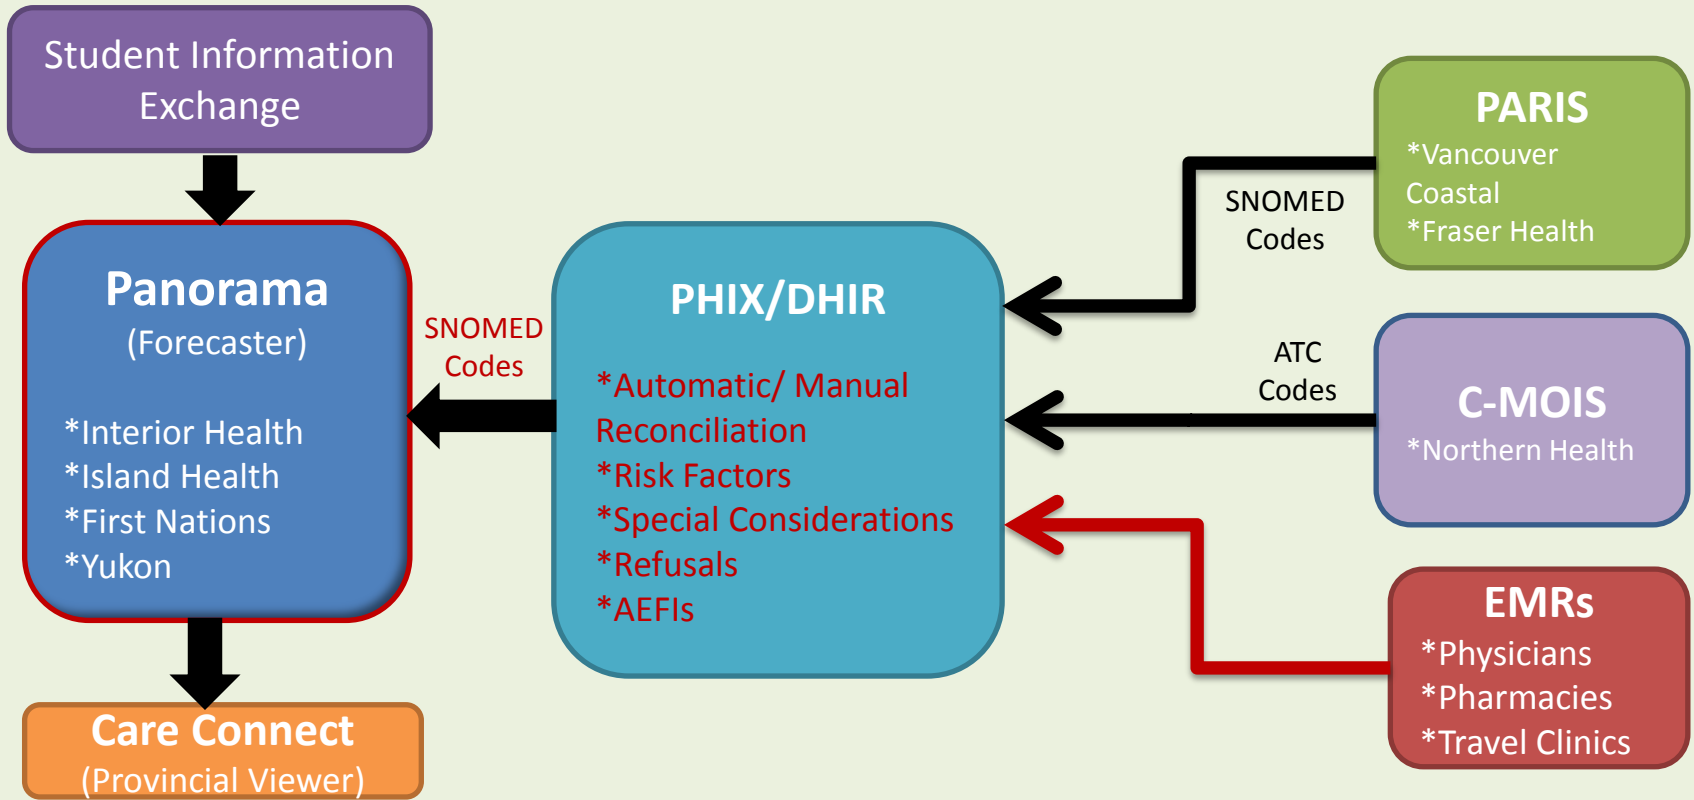 Student Information
Exchange
Panorama
(Forecaster)
*Interior Health
*Island Health
*First Nations
*Yukon
Care Connect
(Provincial Viewer)
SNOMED
Codes
PHIX/DHIR
*Automatic/ Manual
Reconciliation
*Risk Factors
*Special Considerations
*Refusals
*AEFIs
SNOMED
Codes
ATC
Codes
PARIS
*Vancouver
Coastal
*Fraser Health
C-MOIS
*Northern Health
EMRs
*Physicians
*Pharmacies
*Travel Clinics